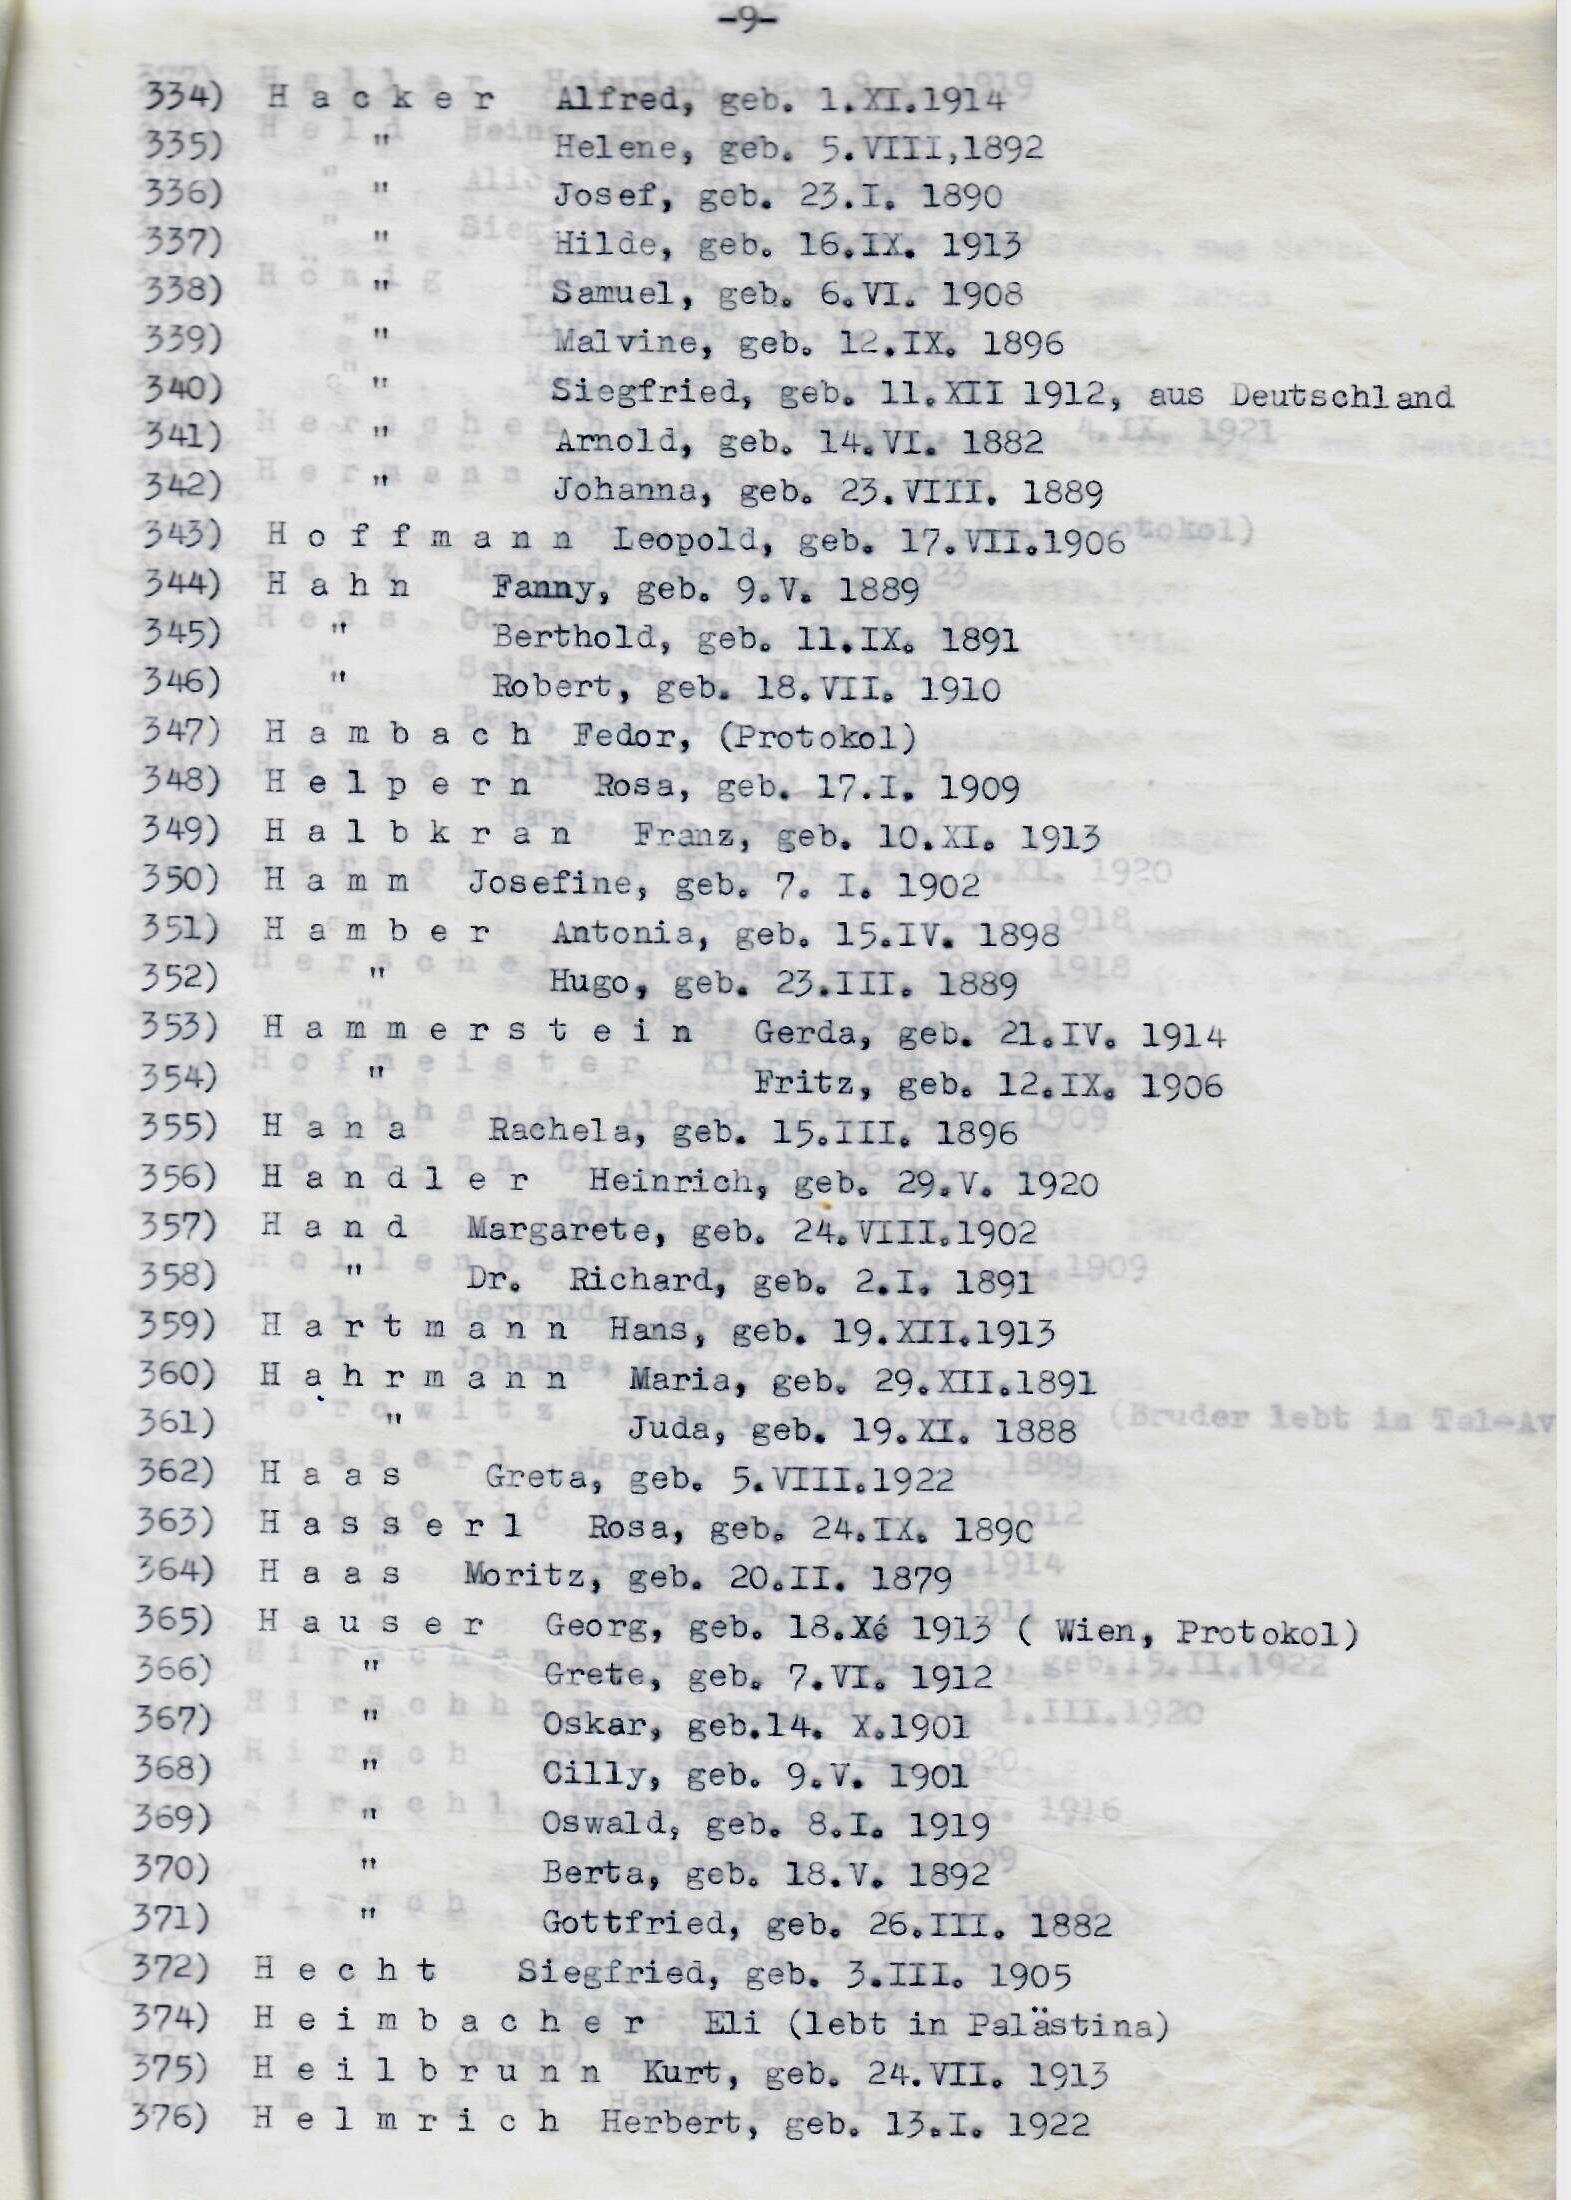 -9-
334) H a c k e r Alfred, geb. 1.XI.1914
335) " Helene, geb. 5.VIII,1892
336) " Josef, geb. 23.I. 1890
337) " Hilde, geb. 16.IX. 1913
338) " Samuel, geb. 6.VI. 1908
339) " Malvine, geb. 12.IX. 1896
340) " Siegfried, geb. 11.XII 1912, aus Deutschland
341) " Arnold, geb. 14.VI. 1882
342) " Johanna, geb. 23.VIII. 1889
343) H o f f m a n n Leopold, geb. 17.VII.1906
344) H a h n Fanny, geb. 9.V. 1889
345) " Berthold, geb. 11.IX. 1891
346) " Robert, geb. 18.VII. 1910
347) H a m b a c h Fedor, (Protokol)
348) H e l p e r n Rosa, geb. 17.I. 1909
349) H a l b k r a n Franz, geb. 10.XI. 1913
350) H a m m Josefine, geb. 7. I. 1902
351) H a m b e r Antonia, geb. 15.IV. 1898
352) " Hugo, geb. 23.III. 1889
353) H a m m e r s t e i n Gerda, geb. 21.IV. 1914
354) " Fritz, geb. 12.IX. 1906
355) H a n a Rachela, geb. 15.III. 1896
356) H a n d l e r Heinrich, geb. 29.V. 1920
357) H a n d Margarete, geb. 24.VIII.1902
358) " Dr. Richard, geb. 2.I. 1891
359) H a r t m a n n Hans, geb. 19.XII.1913
360) H a h r m a n n Maria, geb. 29.XII.1891
361) " Juda, geb. 19.XI. 1888
362) H a a s Greta, geb. 5.VIII.1922
363) H a s s e r l Rosa, geb. 24.IX. 1890
364) H a a s Moritz, geb. 20.II. 1879
365) H a u s e r Georg, geb. 18.Xé 1913 ( Wien, Protokol)
366) " Grete, geb. 7.VI. 1912
367) " Oskar, geb.14. X.1901
368) " Cilly, geb. 9.V. 1901
369) " Oswald, geb. 8.I. 1919
370) " Berta, geb. 18.V. 1892
371) " Gottfried, geb. 26.III. 1882
372) H e c h t Siegfried, geb. 3.III. 1905
374) H e i m b a c h e r Eli (lebt in Palästina)
375) H e i l b r u n n Kurt, geb. 24.VII. 1913
376) H e l m r i c h Herbert, geb. 13.I. 1922